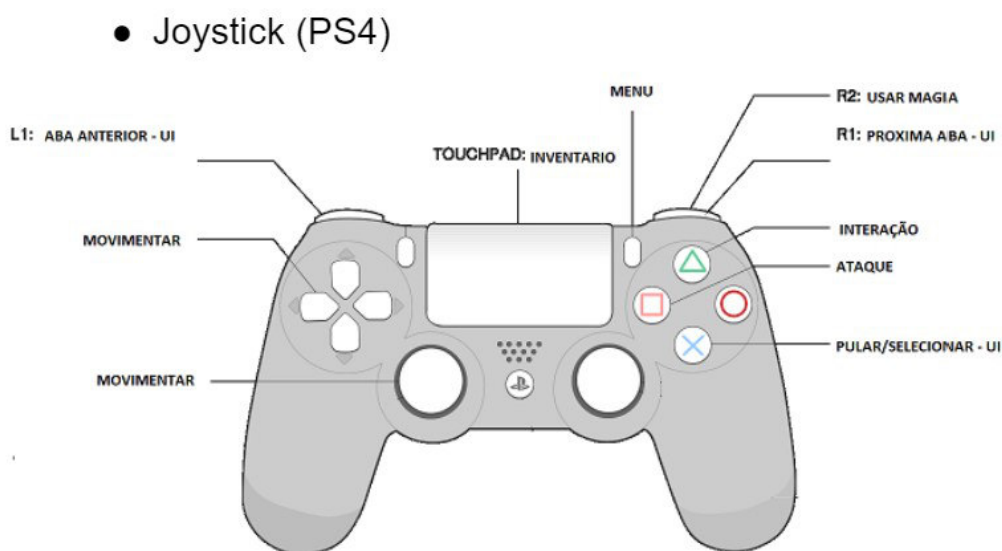 ● Joystick (PS4)
MENU
R2: USAR MAGIA
L1: ABA ANTERIOR - UI
R1: PROXIMA ABA - UI
TOUCHPAD: INVENTARIO
MOVIMENTAR
INTERAÇÃO
ATAQUE
PULAR/SELECIONAR - UI
MOVIMENTAR